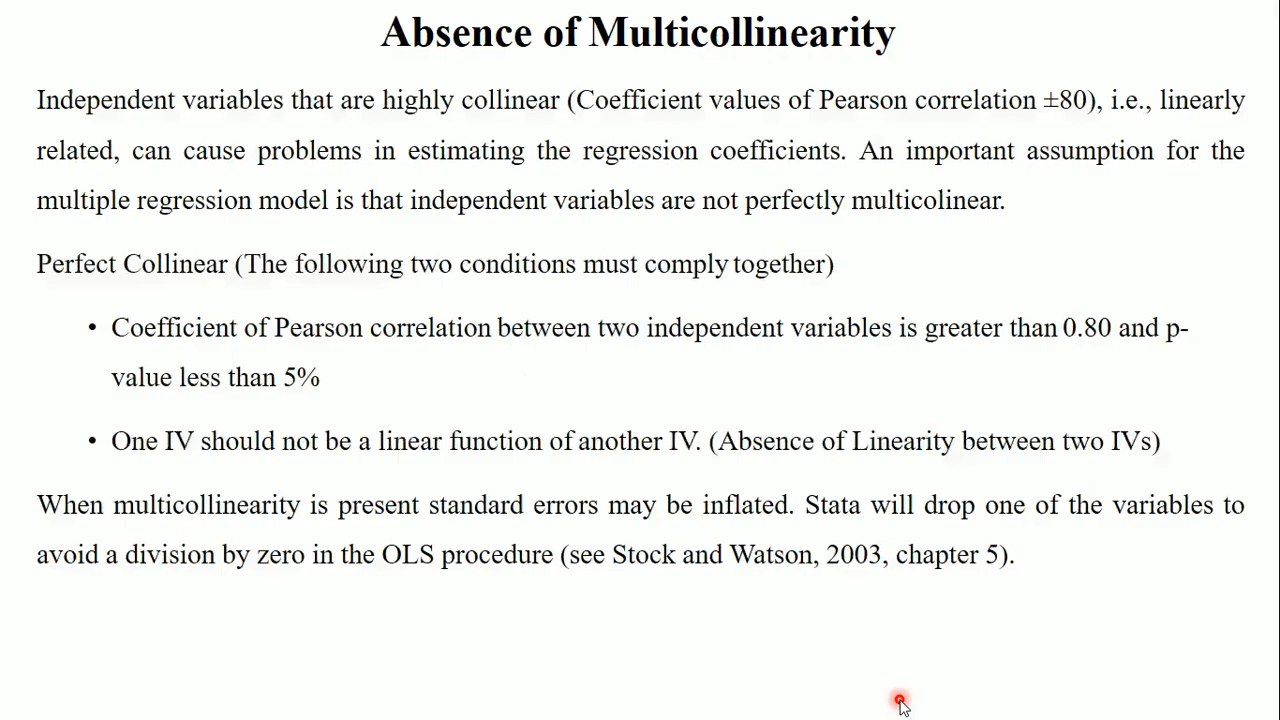 Absence of Multicollinearity
Independent variables that are highly collinear (Coefficient values of Pearson correlation ±80), i.e., linearly
related, can cause problems in estimating the regression coefficients. An important assumption for the
multiple regression model is that independent variables are not perfectly multicolinear.
Perfect Collinear (The following two conditions must comply together)
• Coefficient of Pearson correlation between two independent variables is greater than 0.80 and p-
value less than 5%
• One IV should not be a linear function of another IV. (Absence of Linearity between two IVs)
When multicollinearity is present standard errors may be inflated. Stata will drop one of the variables to
avoid a division by zero in the OLS procedure (see Stock and Watson, 2003, chapter 5).